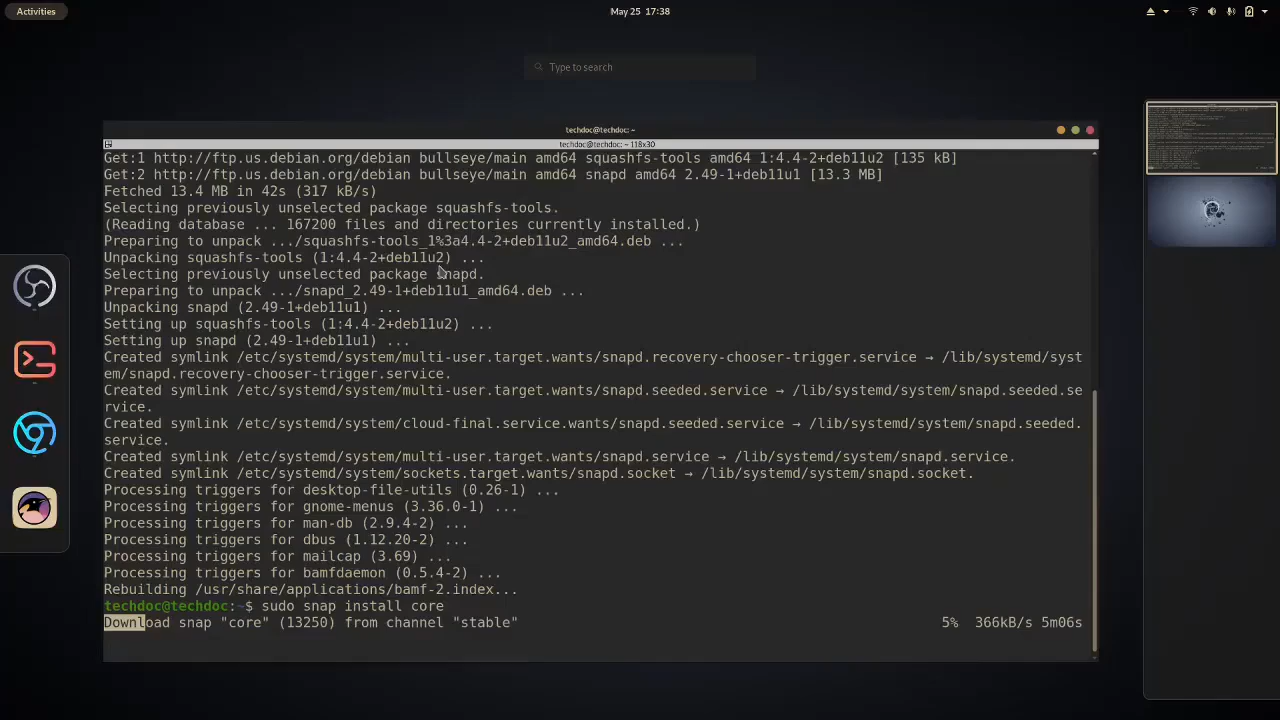 Activities
May 25 17:38
Type to search
techdoc@techdoc: ~
techdoc@techdoc: ~ 118x30
Get:1 http://ftp.us.debian.org/debian bullseye/main amd64 squashfs-tools amd64 1:4.4-2+deb11u2 [135 kB]
Get:2 http://ftp.us.debian.org/debian bullseye/main amd64 snapd amd64 2.49-1+deb11u1 [13.3 MB]
Fetched 13.4 MB in 42s (317 kB/s)
Selecting previously unselected package squashfs-tools.
(Reading database ... 167200 files and directories currently installed.)
Preparing to unpack .../squashfs-tools_1%3a4.4-2+deb11u2_amd64.deb ...
Unpacking squashfs-tools (1:4.4-2+deb11u2) ...
Selecting previously unselected package snapd.
Preparing to unpack .../snapd_2.49-1+deb11u1_amd64.deb ...
Unpacking snapd (2.49-1+deb11u1) ...
Setting up squashfs-tools (1:4.4-2+deb11u2) ...
Setting up snapd (2.49-1+deb11u1) ...
Created symlink /etc/systemd/system/multi-user.target.wants/snapd.recovery-chooser-trigger.service → /lib/systemd/syst
em/snapd.recovery-chooser-trigger.service.
Created symlink /etc/systemd/system/multi-user.target.wants/snapd.seeded.service → /lib/systemd/system/snapd.seeded.se
rvice.
Created symlink /etc/systemd/system/cloud-final.service.wants/snapd.seeded.service → /lib/systemd/system/snapd.seeded.
service.
Created symlink /etc/systemd/system/multi-user.target.wants/snapd.service → /lib/systemd/system/snapd.service.
Created symlink /etc/systemd/system/sockets.target.wants/snapd.socket → /lib/systemd/system/snapd.socket.
Processing triggers for desktop-file-utils (0.26-1) ...
Processing triggers for gnome-menus (3.36.0-1) ...
Processing triggers for man-db (2.9.4-2) ...
Processing triggers for dbus (1.12.20-2) ...
Processing triggers for mailcap (3.69) ...
Processing triggers for bamfdaemon (0.5.4-2) ...
Rebuilding /usr/share/applications/bamf-2.index...
techdoc@techdoc:~$ sudo snap install core
Download snap "core" (13250) from channel "stable" 5% 366kB/s 5m06s